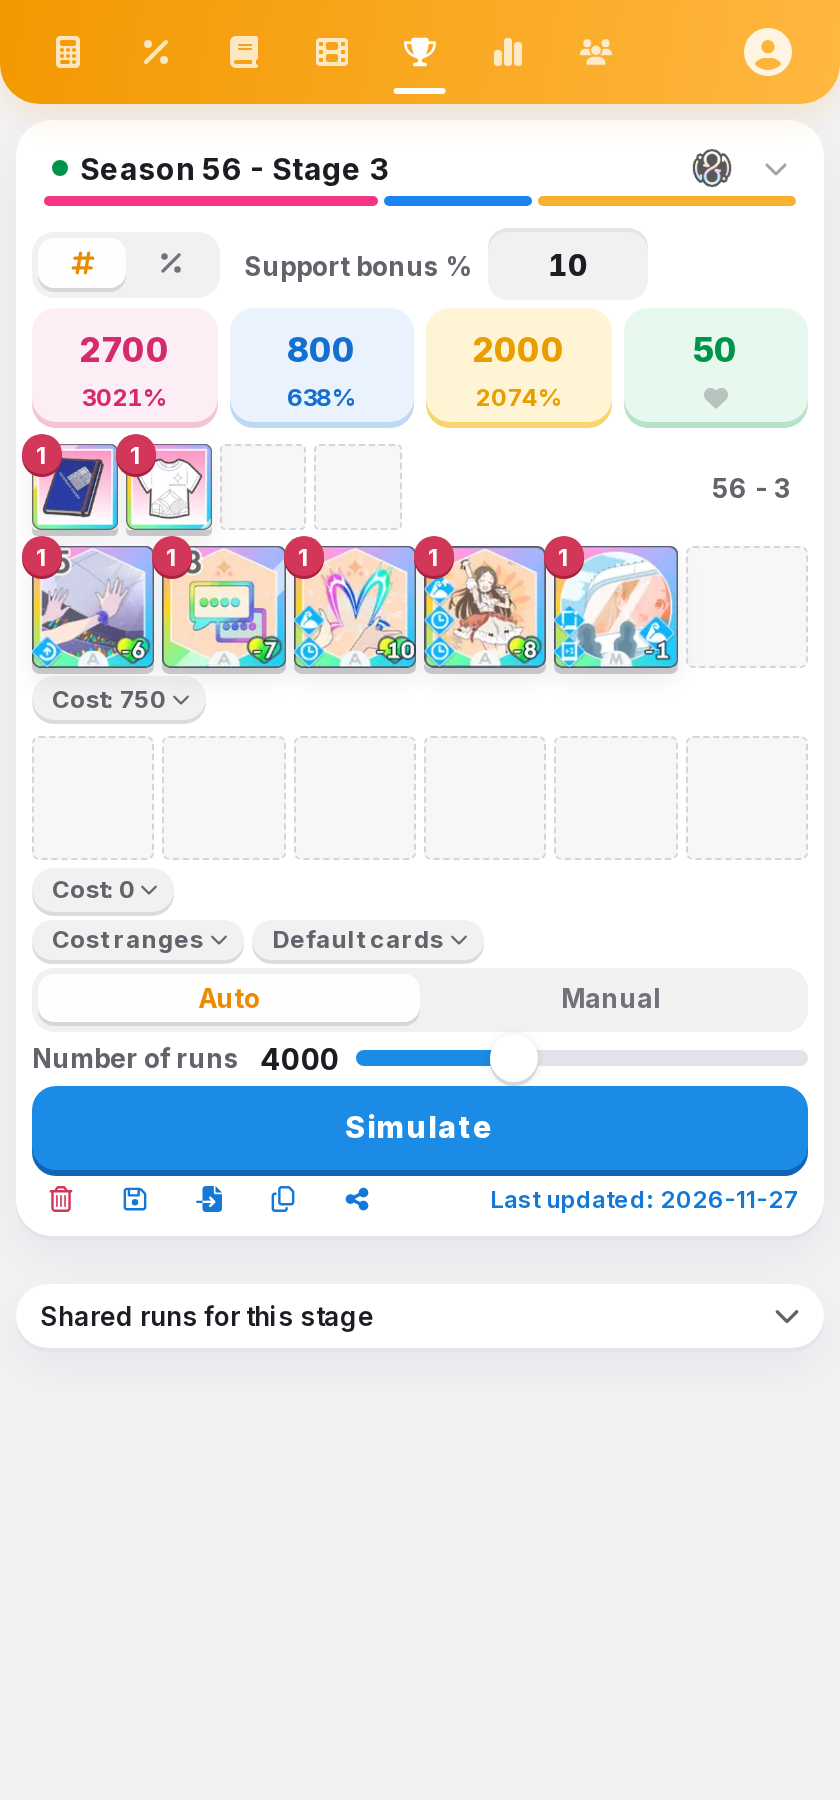 Season 56 - Stage 3
# %
Support bonus % 10
2700 800 2000 50
3021% 638% 2074%
1 1
56 - 3
1 1 1 1 1
-6 -7 -10 -8 -1
A A A A M
Cost: 750
Cost: 0
Cost ranges Default cards
Auto Manual
Number of runs 4000
Simulate
Last updated: 2026-11-27
Shared runs for this stage